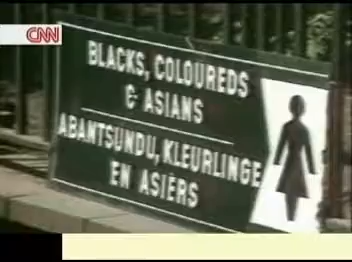 CNN
BLACKS, COLOUREDS
& ASIANS
ABANTSUNDU, KLEURLINGE
EN ASIËRS